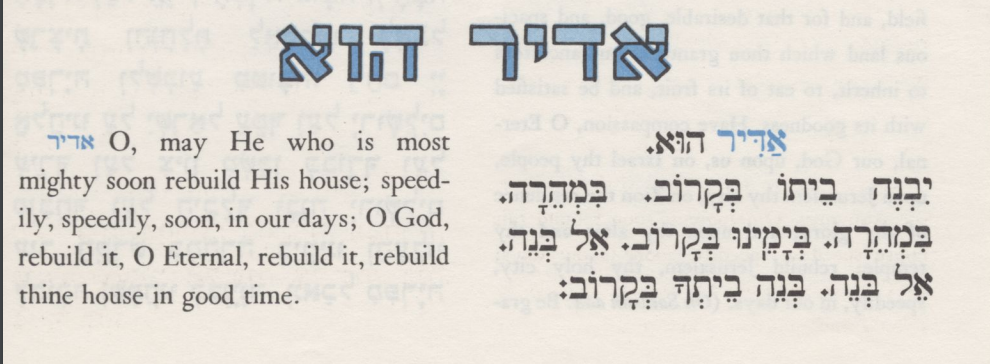 אדיר הוא
אדיר O, may He who is most
mighty soon rebuild His house; speed-
ily, speedily, soon, in our days; O God,
rebuild it, O Eternal, rebuild it, rebuild
thine house in good time.
אַדִּיר הוּא.
יִבְנֶה בֵיתוֹ בְּקָרוֹב. בִּמְהֵרָה.
בִּמְהֵרָה. בְּיָמֵינוּ בְּקָרוֹב. אֵל בְּנֵה.
אֵל בְּנֵה. בְּנֵה בֵיתְךָ בְּקָרוֹב: